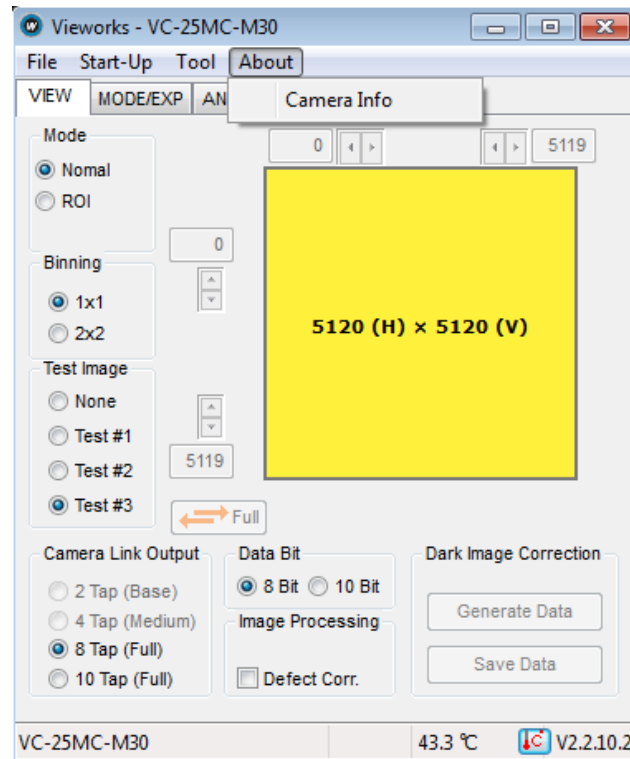 Vieworks - VC-25MC-M30
File Start-Up Tool About
VIEW MODE/EXP AN
Camera Info
Mode
0
5119
Nomal
ROI
0
Binning
1x1
2x2
5120 (H) × 5120 (V)
Test Image
None
Test #1
Test #2
5119
Test #3
Full
Camera Link Output
Data Bit
Dark Image Correction
2 Tap (Base)
8 Bit 10 Bit
4 Tap (Medium)
Image Processing
Generate Data
8 Tap (Full)
10 Tap (Full)
Defect Corr.
Save Data
VC-25MC-M30
43.3 ℃
C
V2.2.10.2